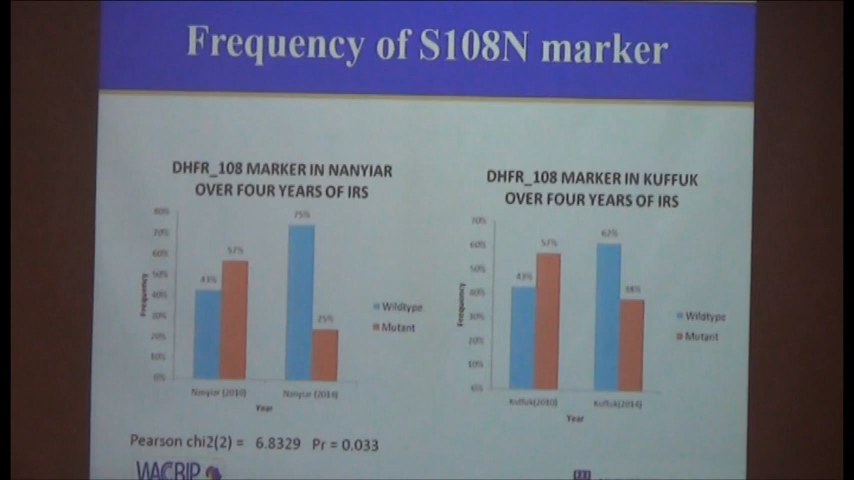 Frequency of S108N marker
DHFR_108 MARKER IN NANYIAR
OVER FOUR YEARS OF IRS
80%
70%
60%
50%
40%
30%
20%
10%
0%
Frequency
43%
57%
75%
25%
Nanyiar (2010)
Nanyiar (2014)
Year
Wildtype
Mutant
DHFR_108 MARKER IN KUFFUK
OVER FOUR YEARS OF IRS
70%
60%
50%
40%
30%
20%
10%
0%
Frequency
43%
57%
62%
38%
Kuffuk(2010)
Kuffuk(2014)
Year
Wildtype
Mutant
Pearson chi2(2) = 6.8329 Pr = 0.033